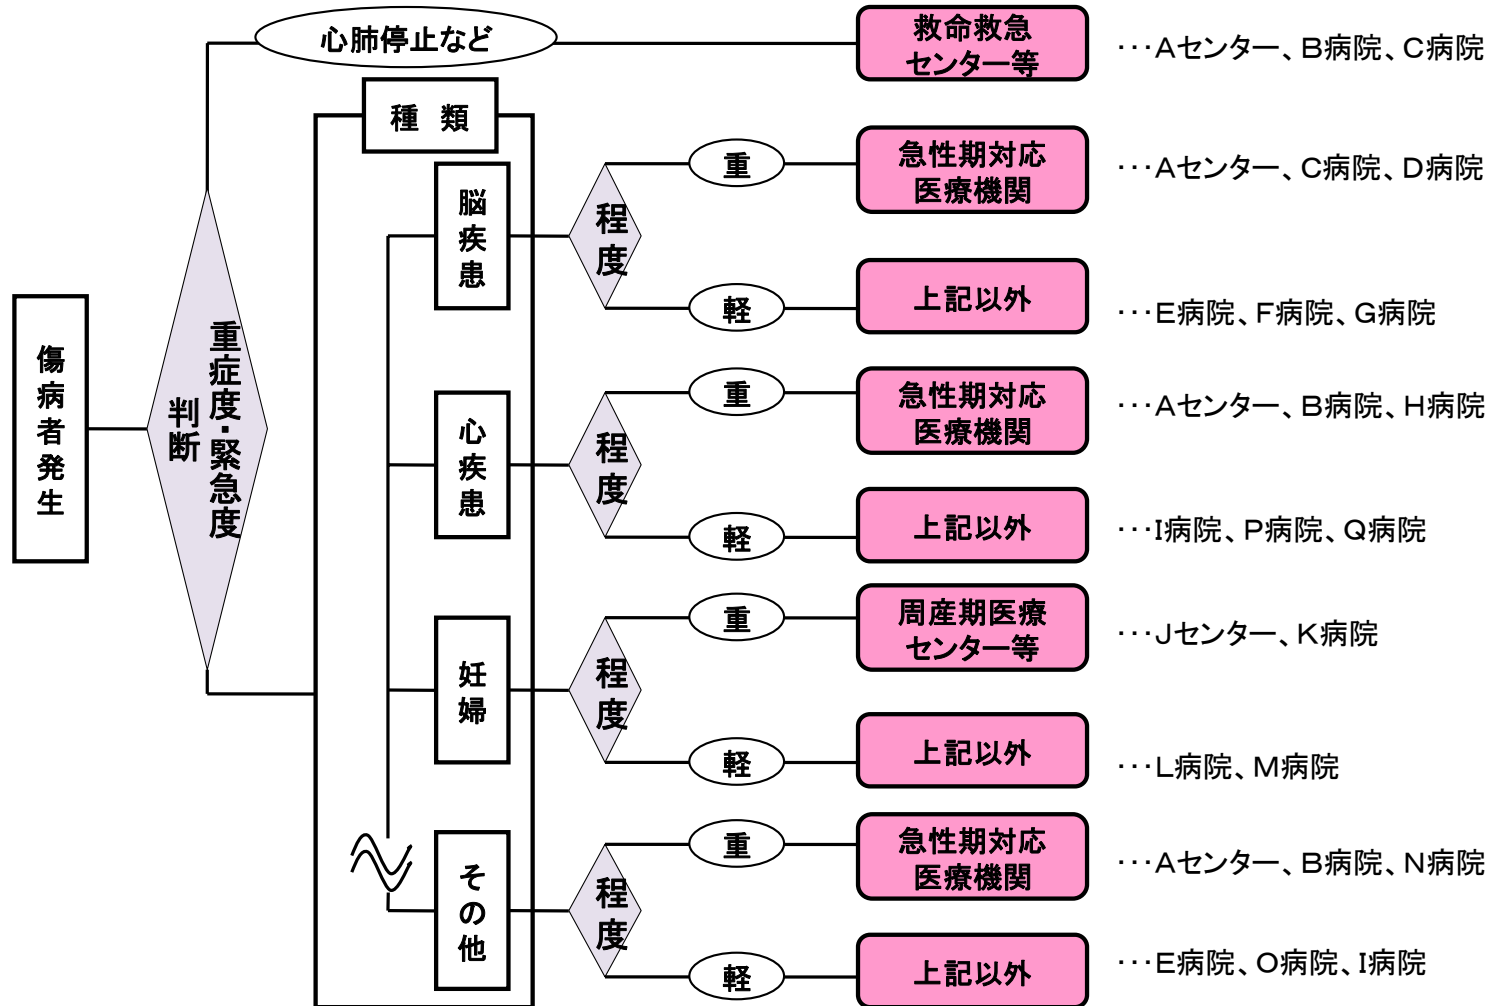 心肺停止など
救命救急
センター等
･･･Aセンター、B病院、C病院
種 類
脳疾患
程度
重
急性期対応
医療機関
･･･Aセンター、C病院、D病院
軽
上記以外
･･･E病院、F病院、G病院
傷病者発生
重症度・緊急度
判断
心疾患
程度
重
急性期対応
医療機関
･･･Aセンター、B病院、H病院
軽
上記以外
･･･I病院、P病院、Q病院
妊婦
程度
重
周産期医療
センター等
･･･Jセンター、K病院
軽
上記以外
･･･L病院、M病院
その他
程度
重
急性期対応
医療機関
･･･Aセンター、B病院、N病院
軽
上記以外
･･･E病院、O病院、I病院